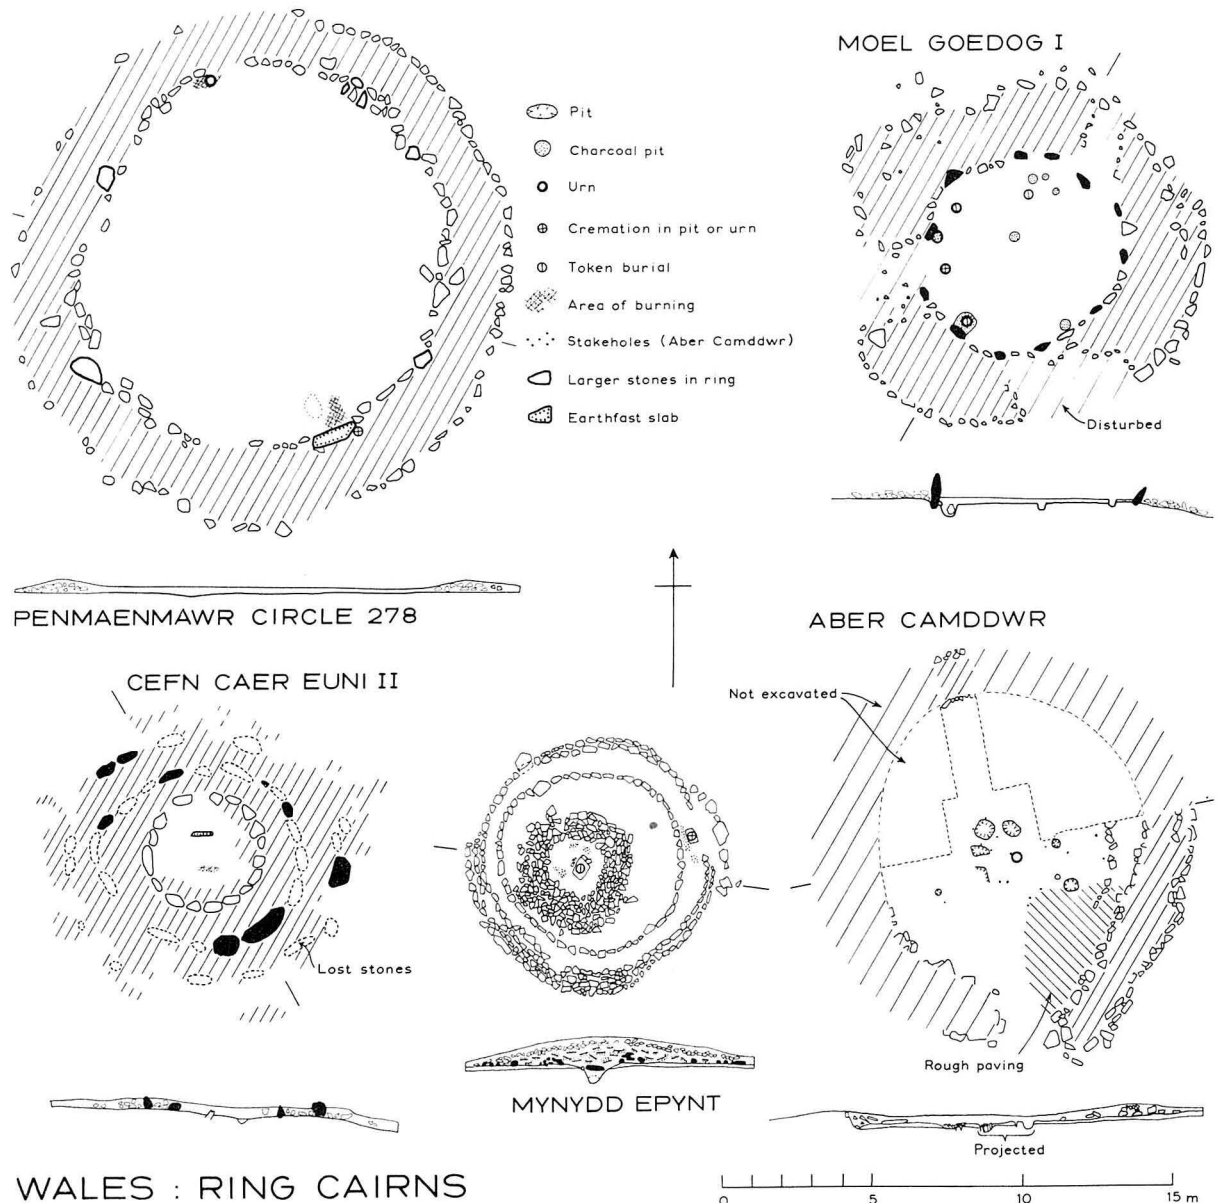 MOEL GOEDOG I
Pit
Charcoal pit
Urn
Cremation in pit or urn
Token burial
Area of burning
Stakeholes (Aber Camddwr)
Larger stones in ring
Earthfast slab
Disturbed
PENMAENMAWR CIRCLE 278
ABER CAMDDWR
CEFN CAER EUNI II
Not excavated
Lost stones
Rough paving
MYNYDD EPYNT
Projected
WALES : RING CAIRNS
0 5 10 15 m